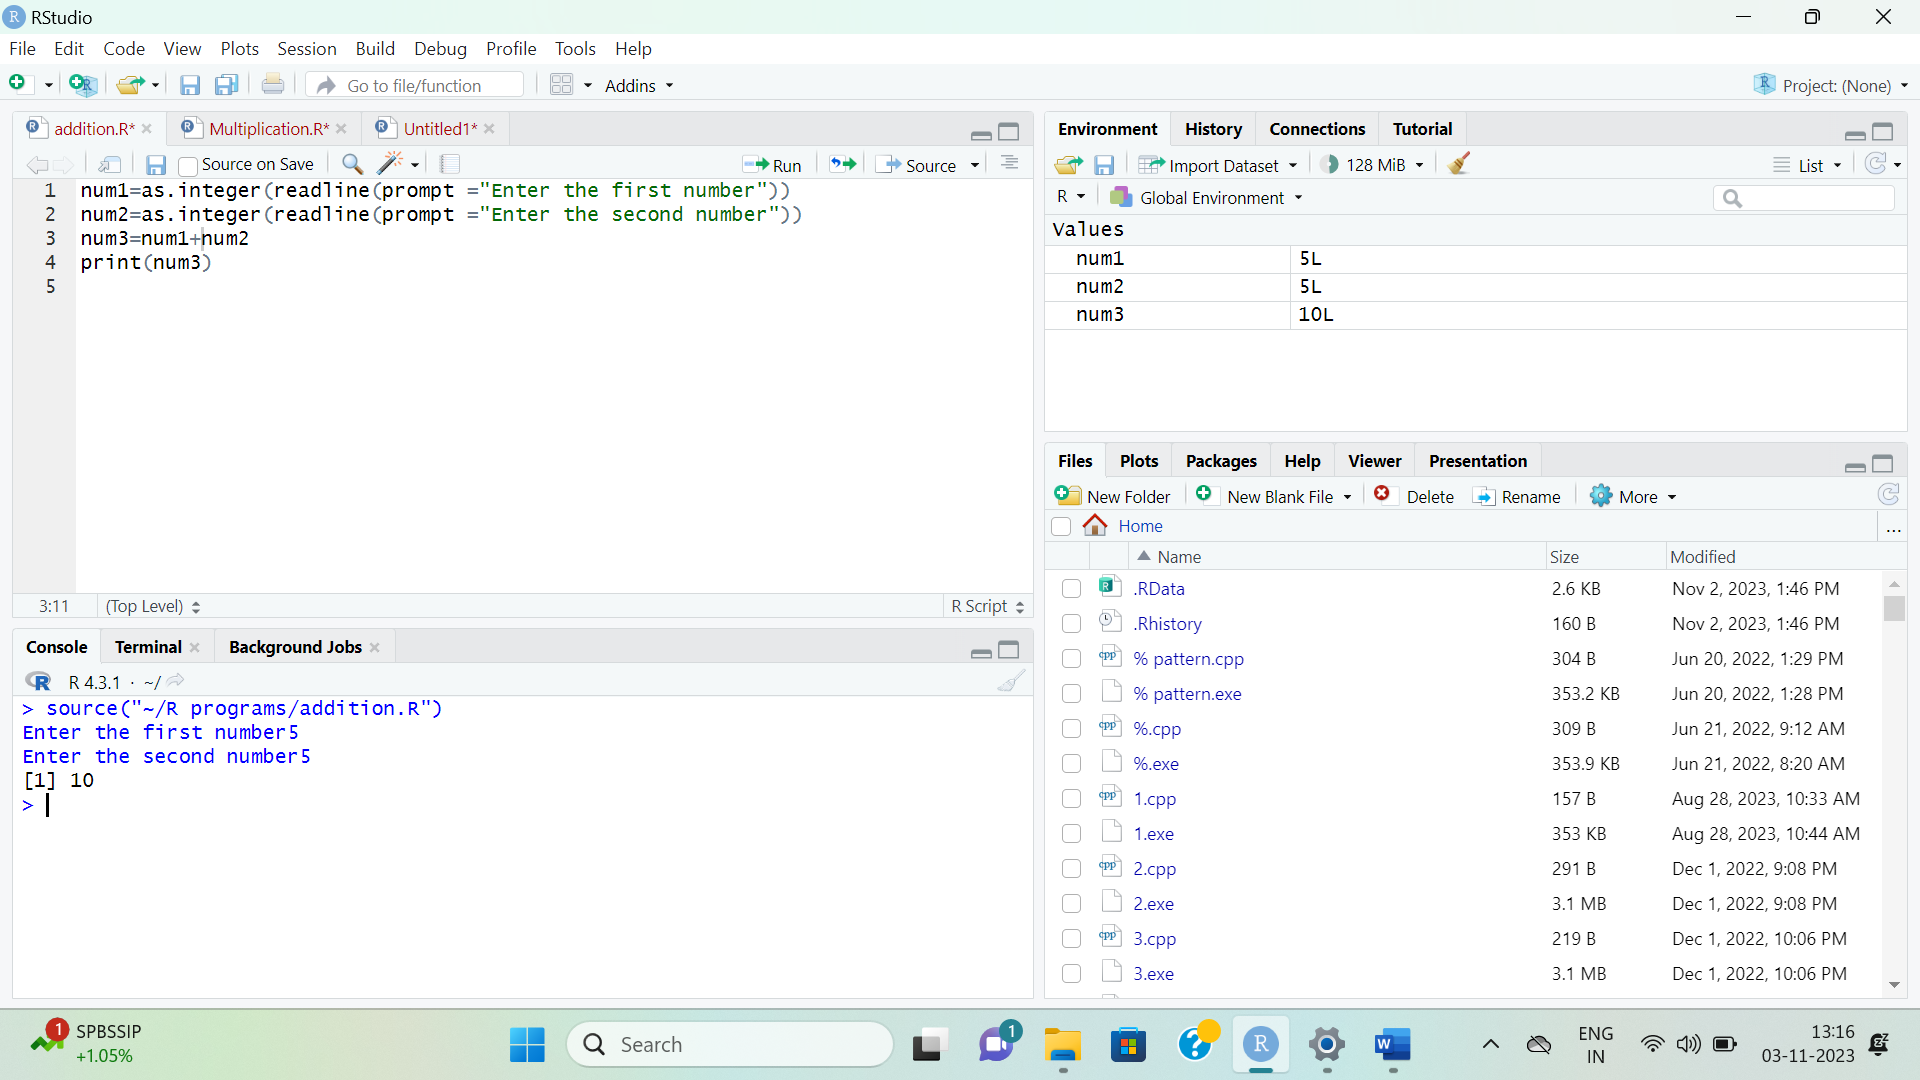 RStudio
File Edit Code View Plots Session Build Debug Profile Tools Help
Go to file/function Addins Project: (None)
addition.R* Multiplication.R* Untitled1*
Source on Save Run Source
1 num1=as.integer(readline(prompt ="Enter the first number"))
2 num2=as.integer(readline(prompt ="Enter the second number"))
3 num3=num1+num2
4 print(num3)
5
3:11 (Top Level) R Script
Console Terminal Background Jobs
R 4.3.1 · ~/
> source("~/R programs/addition.R")
Enter the first number5
Enter the second number5
[1] 10
>
Environment History Connections Tutorial
Import Dataset 128 MiB List
R Global Environment
Values
num1 5L
num2 5L
num3 10L
Files Plots Packages Help Viewer Presentation
New Folder New Blank File Delete Rename More
Home ...
Name Size Modified
.RData 2.6 KB Nov 2, 2023, 1:46 PM
.Rhistory 160 B Nov 2, 2023, 1:46 PM
% pattern.cpp 304 B Jun 20, 2022, 1:29 PM
% pattern.exe 353.2 KB Jun 20, 2022, 1:28 PM
%.cpp 309 B Jun 21, 2022, 9:12 AM
%.exe 353.9 KB Jun 21, 2022, 8:20 AM
1.cpp 157 B Aug 28, 2023, 10:33 AM
1.exe 353 KB Aug 28, 2023, 10:44 AM
2.cpp 291 B Dec 1, 2022, 9:08 PM
2.exe 3.1 MB Dec 1, 2022, 9:08 PM
3.cpp 219 B Dec 1, 2022, 10:06 PM
3.exe 3.1 MB Dec 1, 2022, 10:06 PM
1 SPBSSIP
+1.05%
Search
1
ENG
IN
13:16
03-11-2023